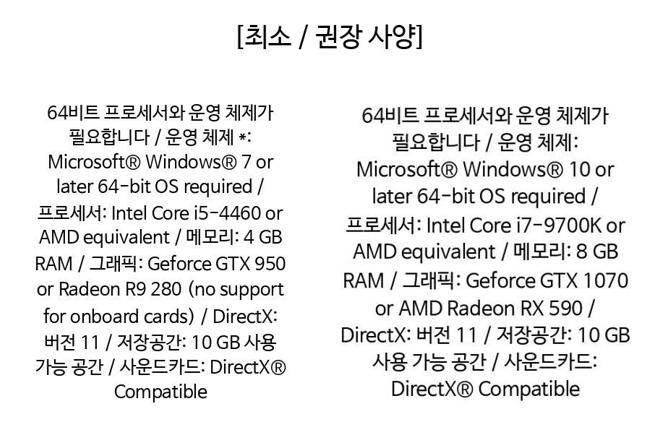 [최소 / 권장 사양]
64비트 프로세서와 운영 체제가
필요합니다 / 운영 체제 *:
Microsoft® Windows® 7 or
later 64-bit OS required /
프로세서: Intel Core i5-4460 or
AMD equivalent / 메모리: 4 GB
RAM / 그래픽: Geforce GTX 950
or Radeon R9 280 (no support
for onboard cards) / DirectX:
버전 11 / 저장공간: 10 GB 사용
가능 공간 / 사운드카드: DirectX®
Compatible
64비트 프로세서와 운영 체제가
필요합니다 / 운영 체제:
Microsoft® Windows® 10 or
later 64-bit OS required /
프로세서: Intel Core i7-9700K or
AMD equivalent / 메모리: 8 GB
RAM / 그래픽: Geforce GTX 1070
or AMD Radeon RX 590 /
DirectX: 버전 11 / 저장공간: 10 GB
사용 가능 공간 / 사운드카드:
DirectX® Compatible